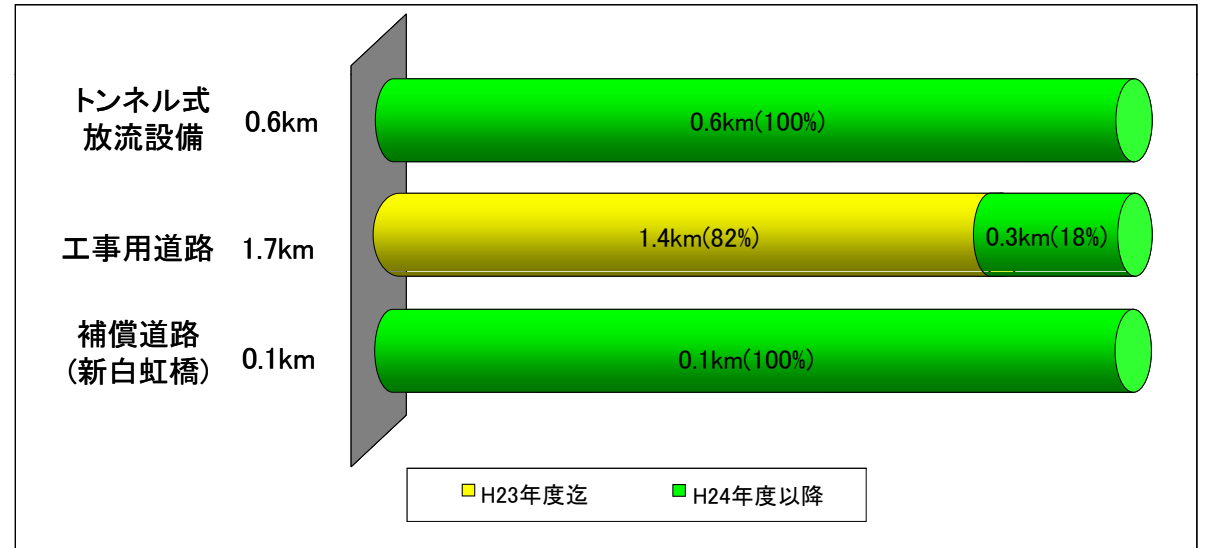 トンネル式
放流設備
0.6km
0.6km(100%)
工事用道路
1.7km
1.4km(82%)
0.3km(18%)
補償道路
(新白虹橋)
0.1km
0.1km(100%)
H23年度迄
H24年度以降